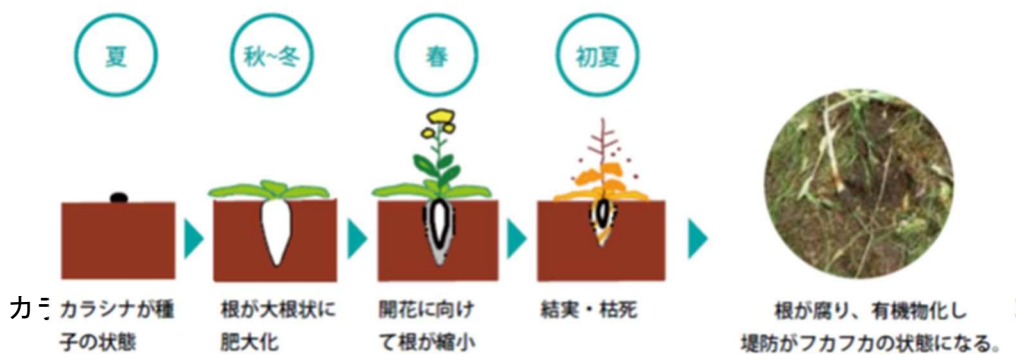 夏
秋~冬
春
初夏
カラ
カラシナが種
子の状態
根が大根状に
肥大化
開花に向け
て根が縮小
結実・枯死
根が腐り、有機物化し
堤防がフカフカの状態になる。